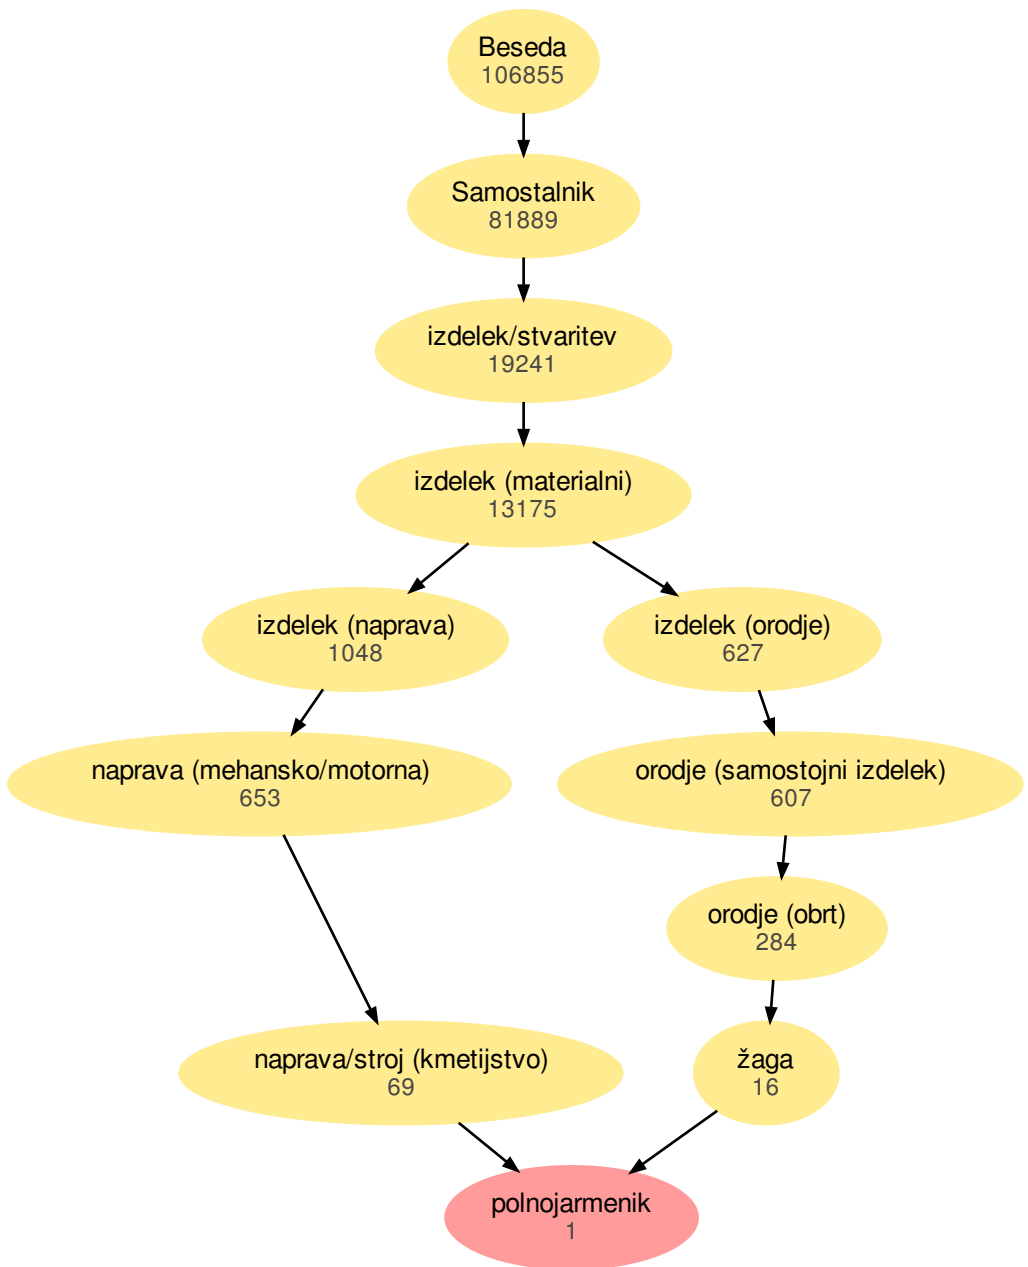 Beseda
106855
Samostalnik
81889
izdelek/stvaritev
19241
izdelek (materialni)
13175
izdelek (naprava)
1048
izdelek (orodje)
627
naprava (mehansko/motorna)
653
orodje (samostojni izdelek)
607
orodje (obrt)
284
naprava/stroj (kmetijstvo)
69
žaga
16
polnojarmenik
1